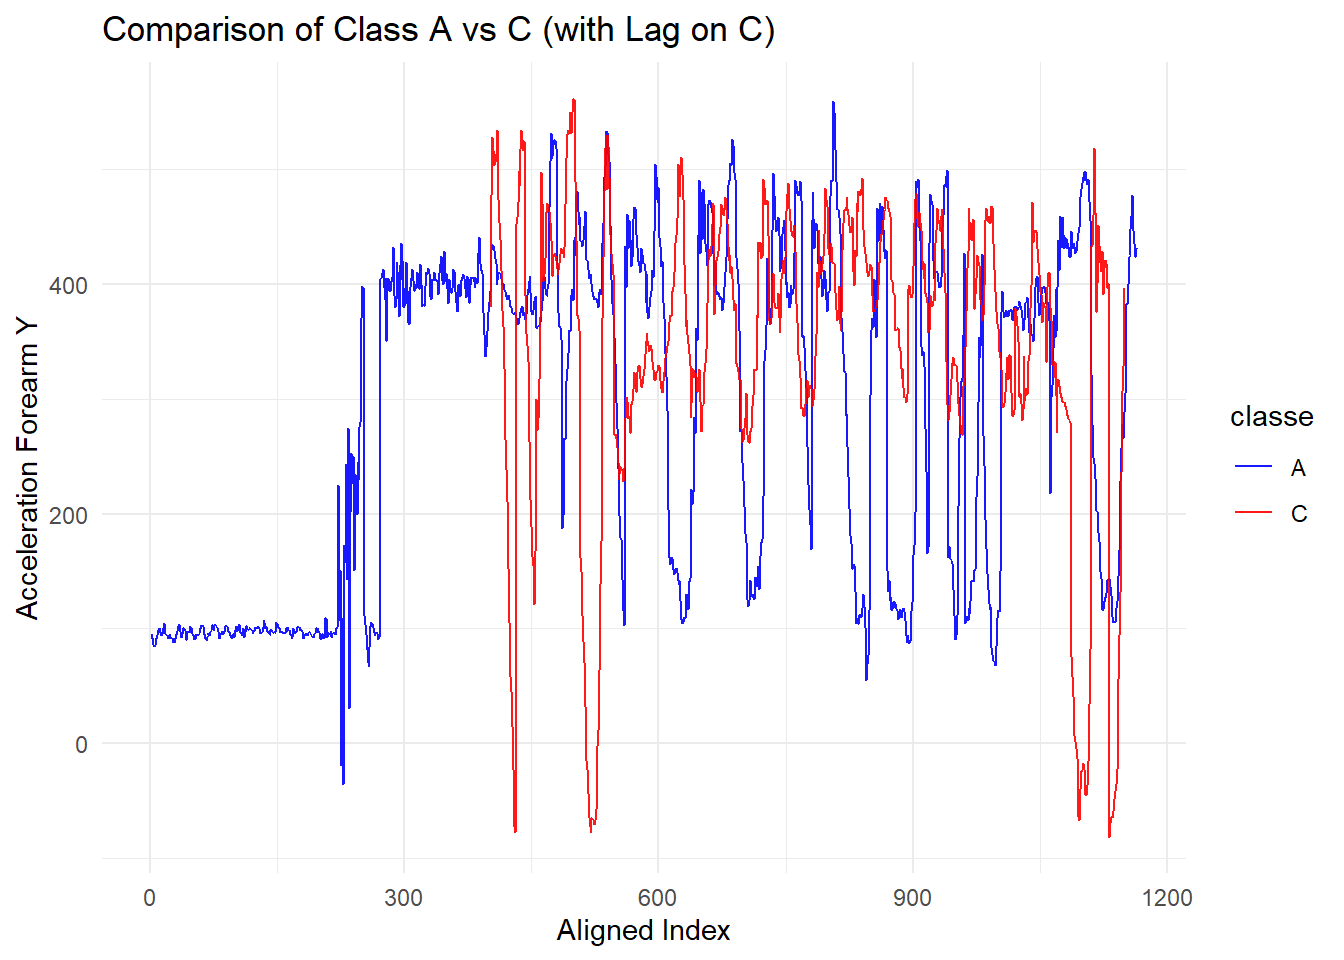 Comparison of Class A vs C (with Lag on C)
Acceleration Forearm Y
400
200
0
0 300 600 900 1200
Aligned Index
classe
A
C